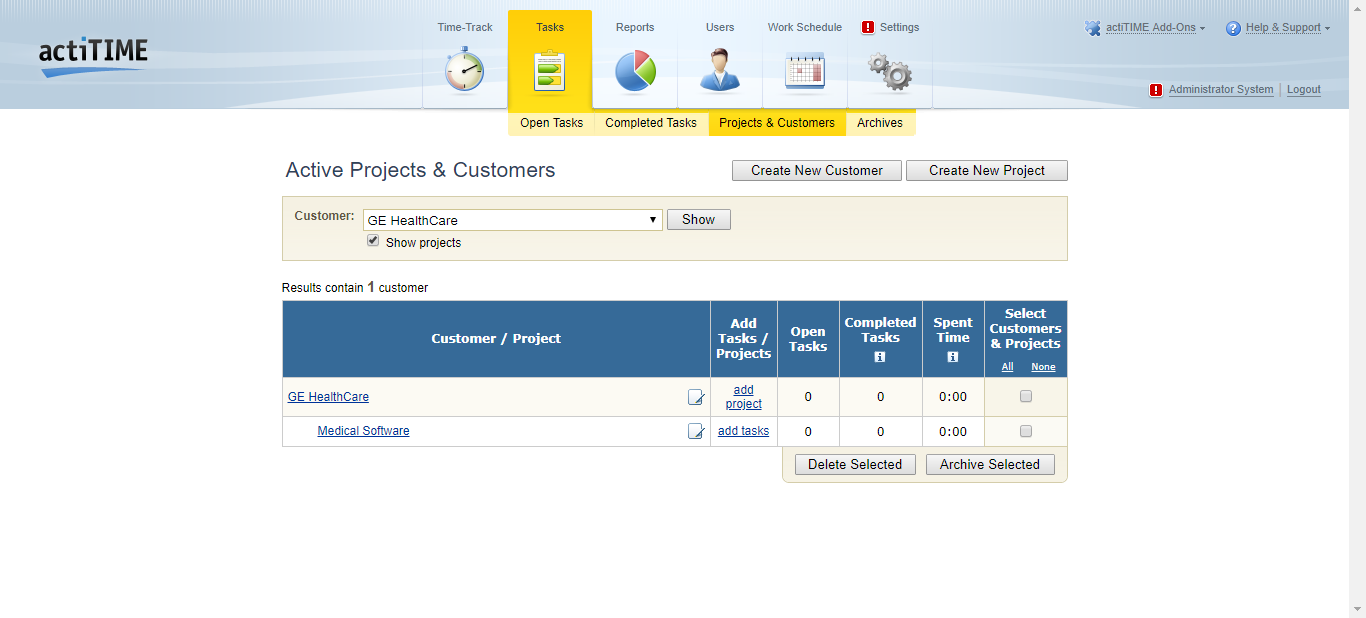 actiTIME
Time-Track
Tasks
Reports
Users
Work Schedule
! Settings
actiTIME Add-Ons
? Help & Support
! Administrator System
Logout
Open Tasks
Completed Tasks
Projects & Customers
Archives
Active Projects & Customers
Create New Customer
Create New Project
Customer:
GE HealthCare
Show
Show projects
Results contain 1 customer
Customer / Project
Add
Tasks /
Projects
Open
Tasks
Completed
Tasks
i
Spent
Time
i
Select
Customers
& Projects
All None
GE HealthCare
add
project
0
0
0:00
Medical Software
add tasks
0
0
0:00
Delete Selected
Archive Selected